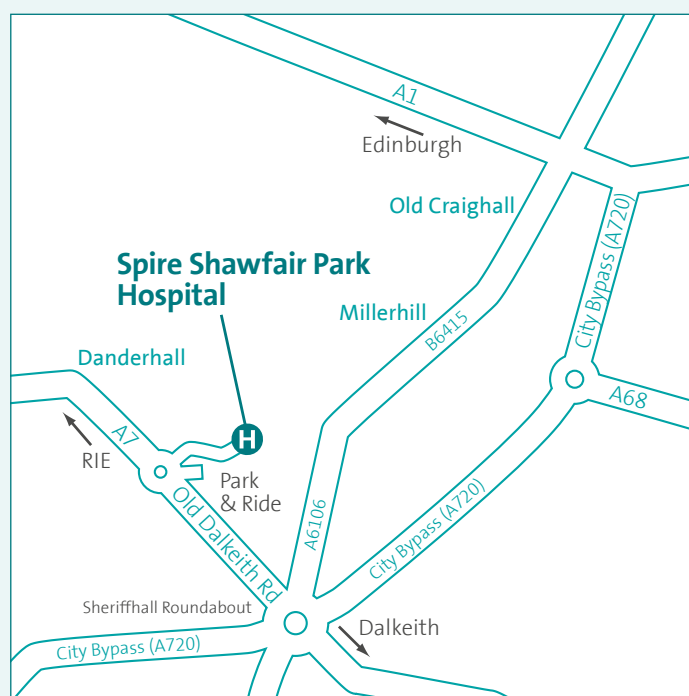 A1
Edinburgh
Old Craighall
City Bypass (A720)
Spire Shawfair Park
Hospital
Millerhill
B6415
Danderhall
A68
A7
H
RIE
Park
& Ride
Old Dalkeith Rd
A6106
City Bypass (A720)
Sheriffhall Roundabout
Dalkeith
City Bypass (A720)